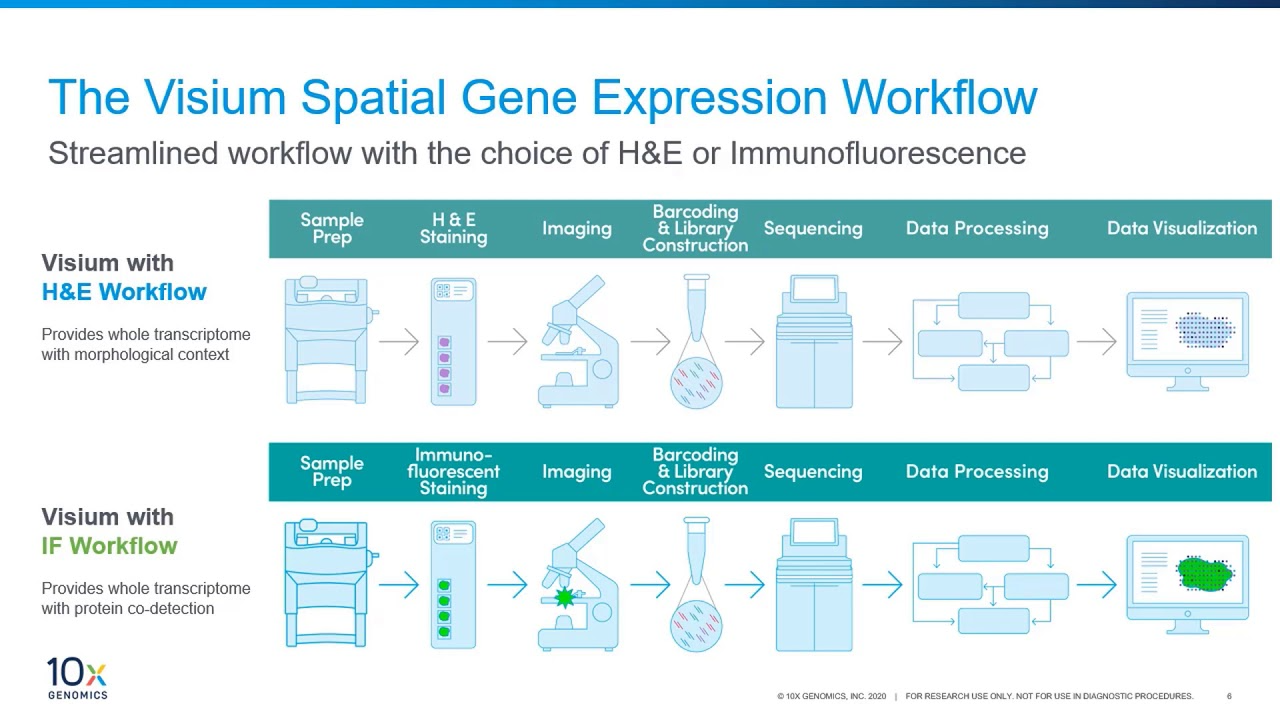 The Visium Spatial Gene Expression Workflow
Streamlined workflow with the choice of H&E or Immunofluorescence
Visium with
H&E Workflow
Provides whole transcriptome
with morphological context
Sample
Prep
H & E
Staining
Imaging
Barcoding
& Library
Construction
Sequencing
Data Processing
Data Visualization
Visium with
IF Workflow
Provides whole transcriptome
with protein co-detection
Sample
Prep
Immuno-
fluorescent
Staining
Imaging
Barcoding
& Library
Construction
Sequencing
Data Processing
Data Visualization
10x
GENOMICS
© 10X GENOMICS, INC. 2020 | FOR RESEARCH USE ONLY. NOT FOR USE IN DIAGNOSTIC PROCEDURES. 6